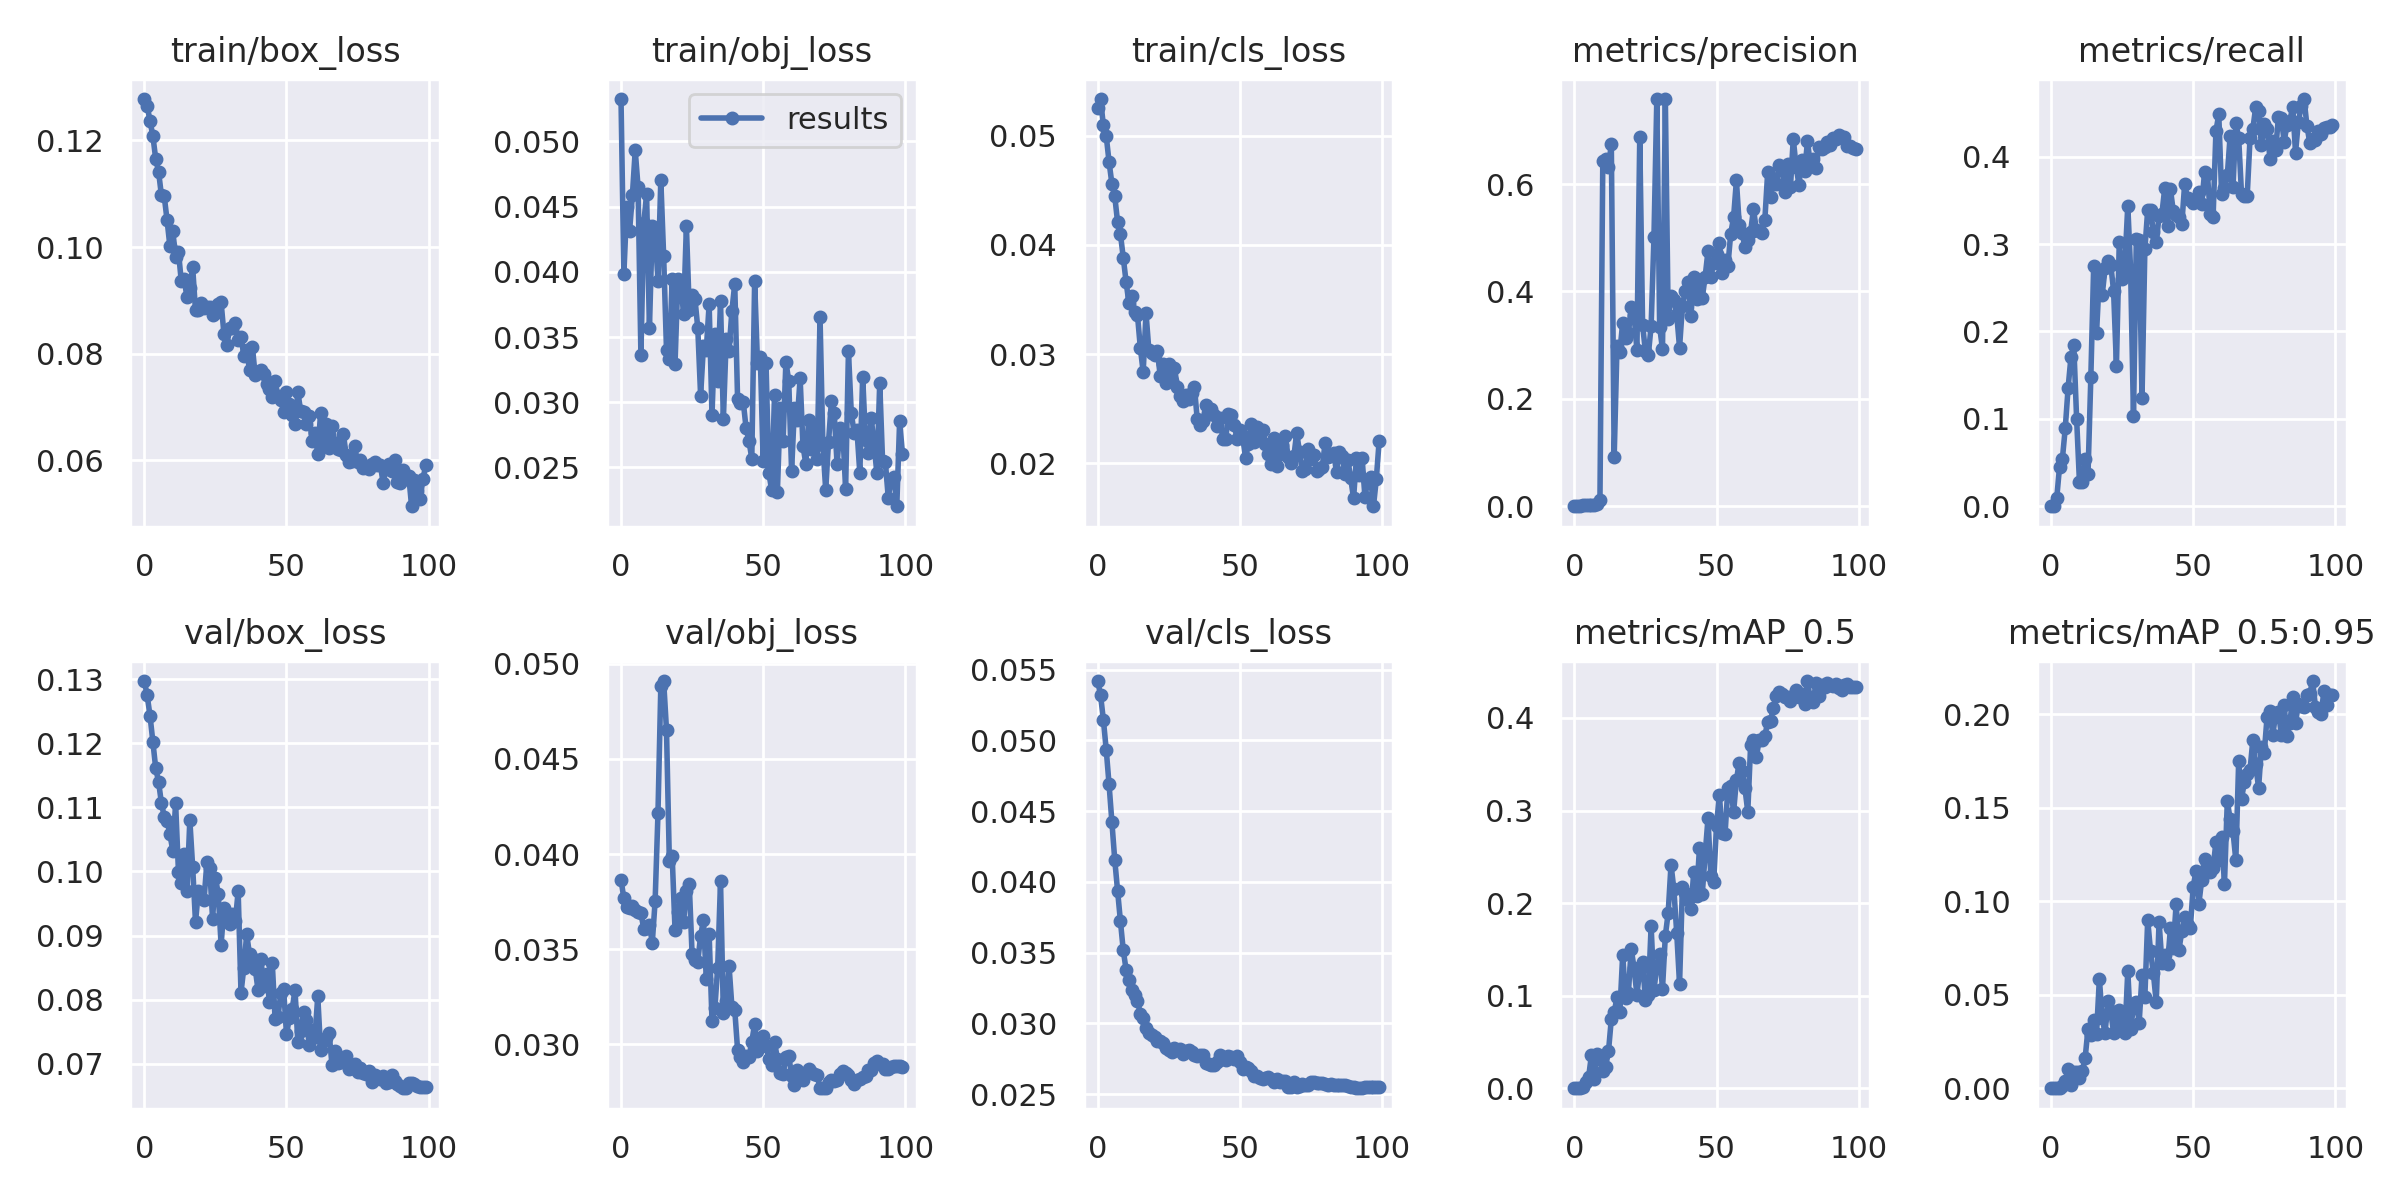 train/box_loss
0.12
0.10
0.08
0.06
0 50 100
train/obj_loss
results
0.050
0.045
0.040
0.035
0.030
0.025
0 50 100
train/cls_loss
0.05
0.04
0.03
0.02
0 50 100
metrics/precision
0.6
0.4
0.2
0.0
0 50 100
metrics/recall
0.4
0.3
0.2
0.1
0.0
0 50 100
val/box_loss
0.13
0.12
0.11
0.10
0.09
0.08
0.07
0 50 100
val/obj_loss
0.050
0.045
0.040
0.035
0.030
0 50 100
val/cls_loss
0.055
0.050
0.045
0.040
0.035
0.030
0.025
0 50 100
metrics/mAP_0.5
0.4
0.3
0.2
0.1
0.0
0 50 100
metrics/mAP_0.5:0.95
0.20
0.15
0.10
0.05
0.00
0 50 100